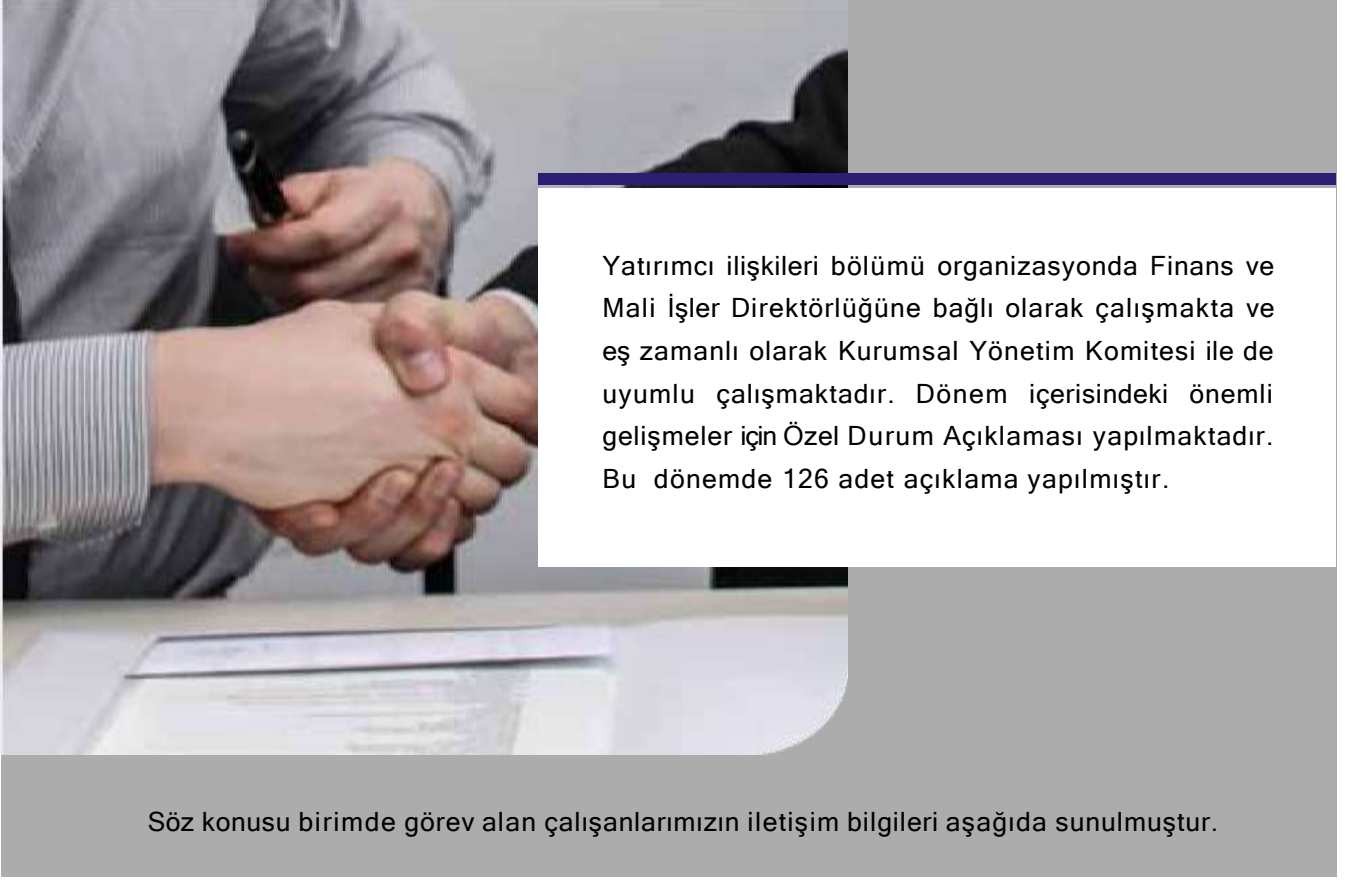 Yatırımcı ilişkileri bölümü organizasyonda Finans ve
Mali İşler Direktörlüğüne bağlı olarak çalışmakta ve
eş zamanlı olarak Kurumsal Yönetim Komitesi ile de
uyumlu çalışmaktadır. Dönem içerisindeki önemli
gelişmeler için Özel Durum Açıklaması yapılmaktadır.
Bu dönemde 126 adet açıklama yapılmıştır.
Söz konusu birimde görev alan çalışanlarımızın iletişim bilgileri aşağıda sunulmuştur.